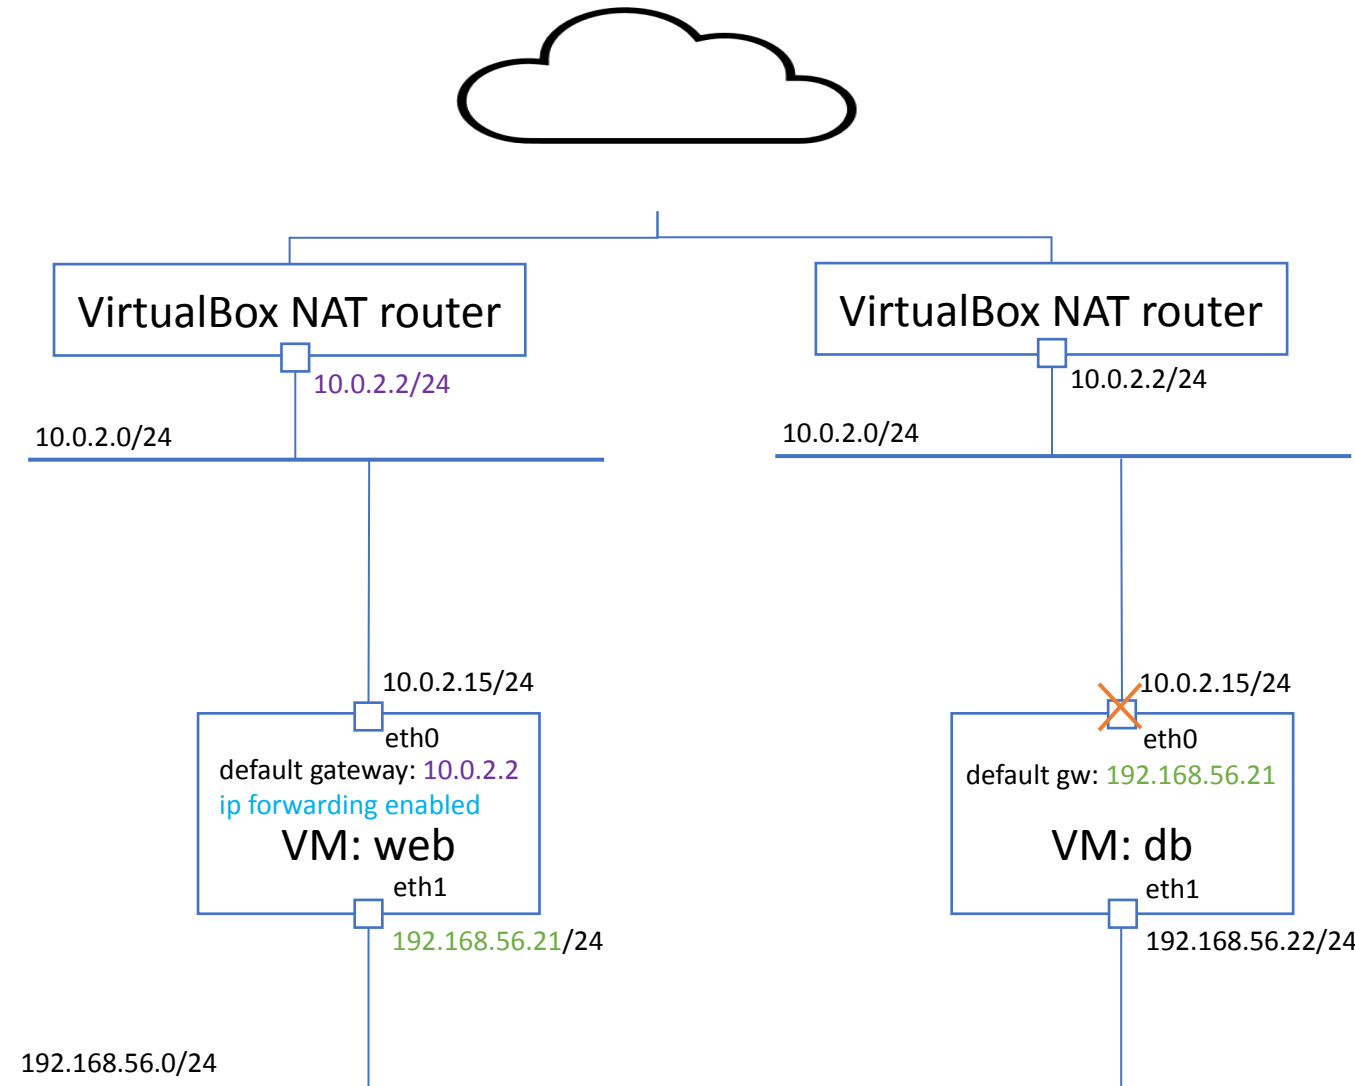 VirtualBox NAT router
VirtualBox NAT router
10.0.2.2/24
10.0.2.2/24
10.0.2.0/24
10.0.2.0/24
10.0.2.15/24
10.0.2.15/24
eth0
eth0
default gateway: 10.0.2.2
default gw: 192.168.56.21
ip forwarding enabled
VM: web
VM: db
eth1
eth1
192.168.56.21/24
192.168.56.22/24
192.168.56.0/24